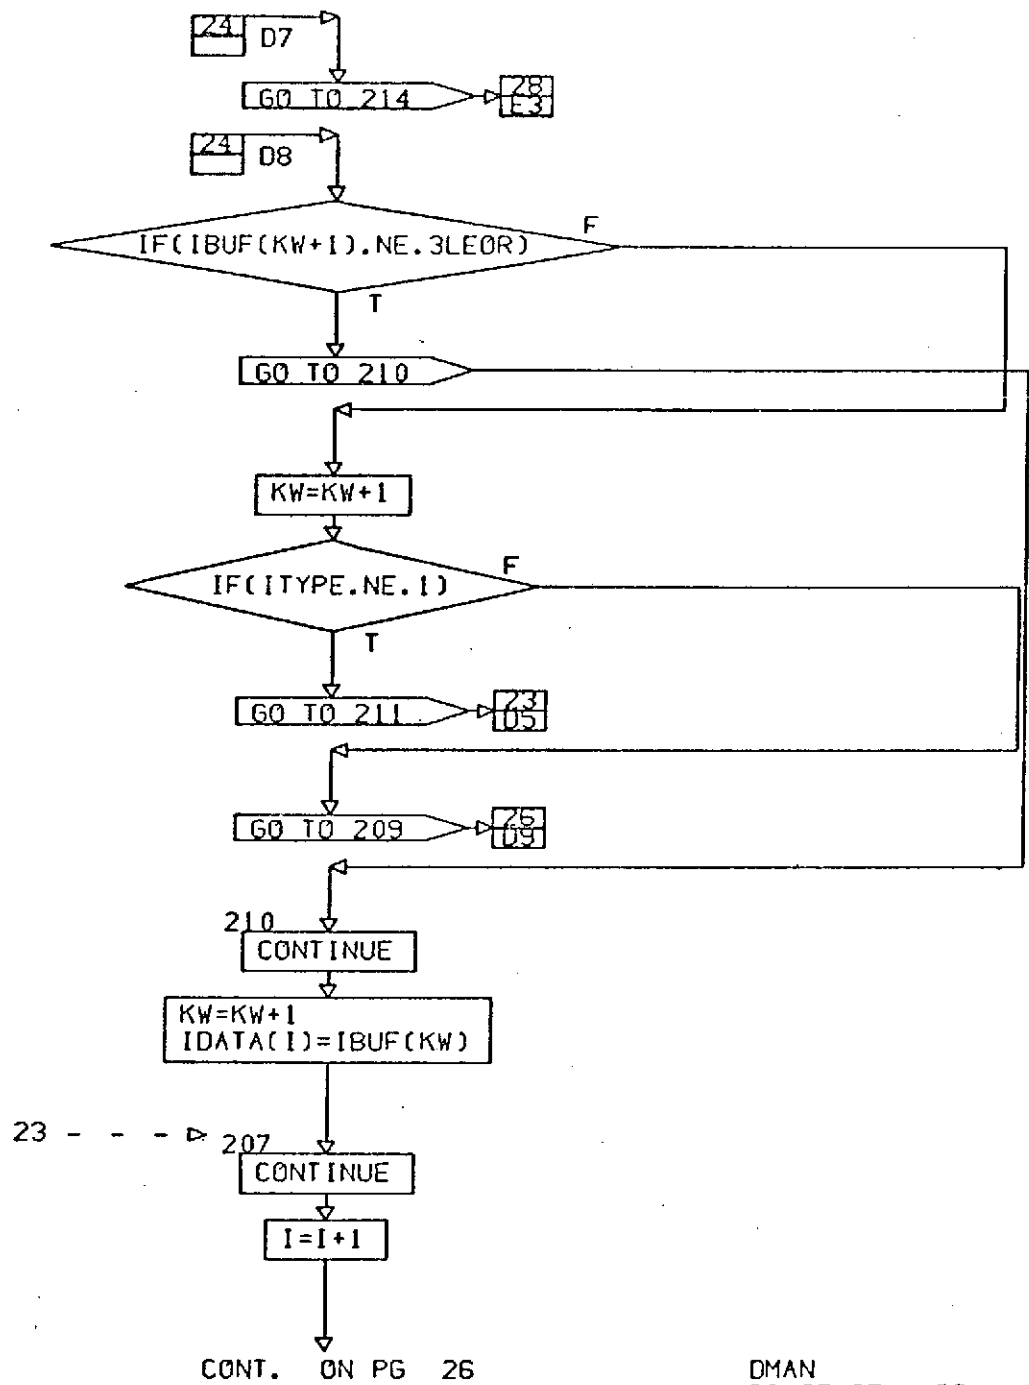 24 D7
GO TO 214
28
E3
24 D8
IF(IBUF(KW+1).NE.3LEOR)
F
T
GO TO 210
KW=KW+1
IF(ITYPE.NE.1)
F
T
GO TO 211
23
D5
GO TO 209
26
D9
210
CONTINUE
KW=KW+1
IDATA(I)=IBUF(KW)
23 - - -
207
CONTINUE
I=I+1
CONT. ON PG 26
DMAN